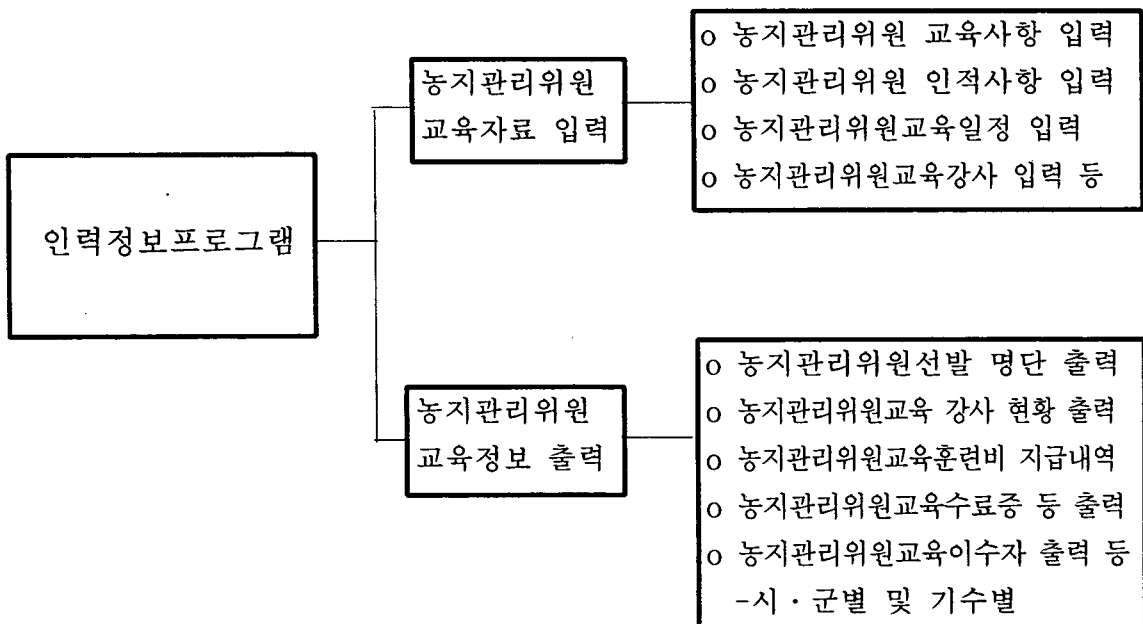 인력정보프로그램
농지관리위원
교육자료 입력
o 농지관리위원 교육사항 입력
o 농지관리위원 인적사항 입력
o 농지관리위원교육일정 입력
o 농지관리위원교육강사 입력 등
농지관리위원
교육정보 출력
o 농지관리위원선발 명단 출력
o 농지관리위원교육 강사 현황 출력
o 농지관리위원교육훈련비 지급내역
o 농지관리위원교육수료증 등 출력
o 농지관리위원교육이수자 출력 등
-시·군별 및 기수별